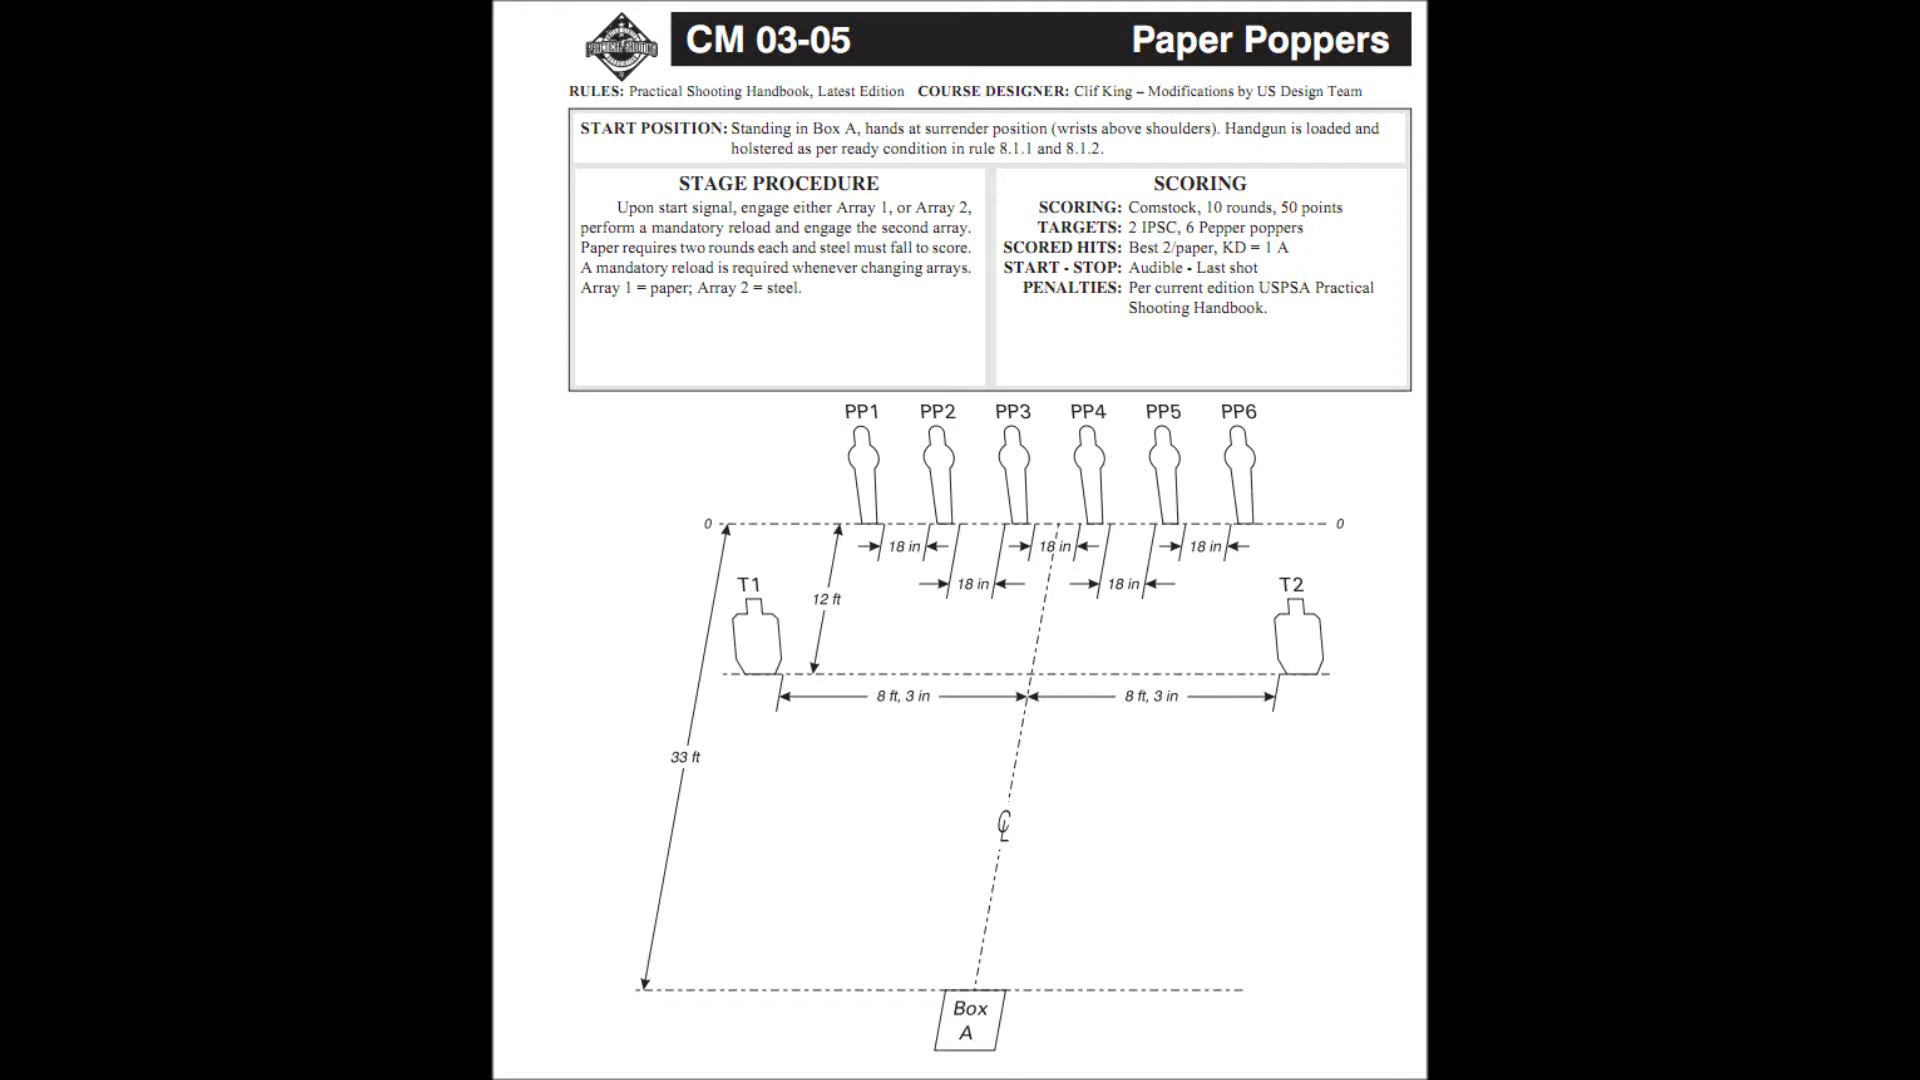 CM 03-05 Paper Poppers
RULES: Practical Shooting Handbook, Latest Edition COURSE DESIGNER: Clif King – Modifications by US Design Team
START POSITION: Standing in Box A, hands at surrender position (wrists above shoulders). Handgun is loaded and
holstered as per ready condition in rule 8.1.1 and 8.1.2.
STAGE PROCEDURE
Upon start signal, engage either Array 1, or Array 2,
perform a mandatory reload and engage the second array.
Paper requires two rounds each and steel must fall to score.
A mandatory reload is required whenever changing arrays.
Array 1 = paper; Array 2 = steel.
SCORING
SCORING: Comstock, 10 rounds, 50 points
TARGETS: 2 IPSC, 6 Pepper poppers
SCORED HITS: Best 2/paper, KD = 1 A
START - STOP: Audible - Last shot
PENALTIES: Per current edition USPSA Practical
Shooting Handbook.
PP1 PP2 PP3 PP4 PP5 PP6
0 0
18 in 18 in 18 in
18 in 18 in
T1 12 ft T2
8 ft, 3 in 8 ft, 3 in
33 ft
Box
A